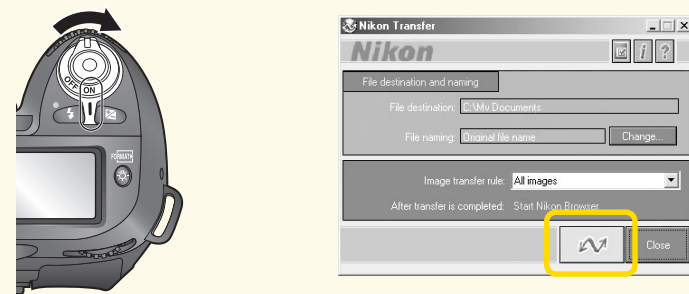 OFF
ON
FORMAT
Nikon Transfer
Nikon
File destination and naming
File destination: C:\My Documents
File naming: Original file name
Change...
Image transfer rule: All images
After transfer is completed: Start Nikon Browser
Close